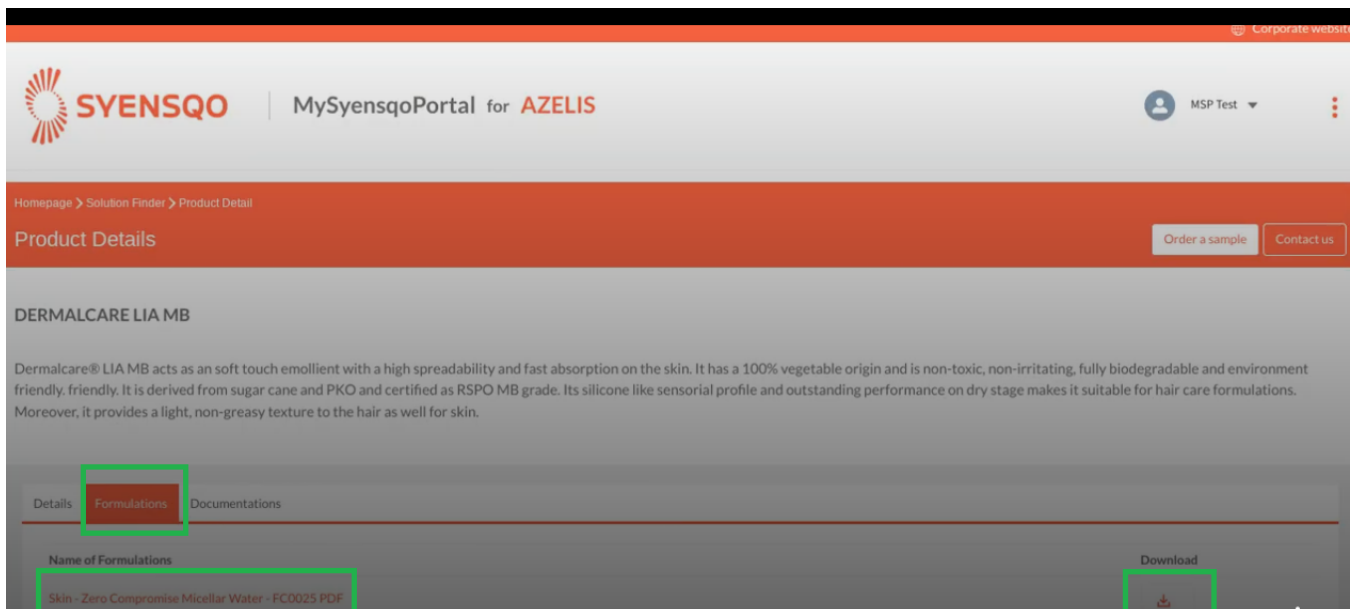 Corporate website
SYENSQO
MySyensqoPortal for AZELIS
MSP Test
Homepage > Solution Finder > Product Detail
Product Details
Order a sample
Contact us
DERMALCARE LIA MB
Dermalcare® LIA MB acts as an soft touch emollient with a high spreadability and fast absorption on the skin. It has a 100% vegetable origin and is non-toxic, non-irritating, fully biodegradable and environment
friendly. friendly. It is derived from sugar cane and PKO and certified as RSPO MB grade. Its silicone like sensorial profile and outstanding performance on dry stage makes it suitable for hair care formulations.
Moreover, it provides a light, non-greasy texture to the hair as well for skin.
Details Formulations Documentations
Name of Formulations Download
Skin - Zero Compromise Micellar Water - FC0025 PDF